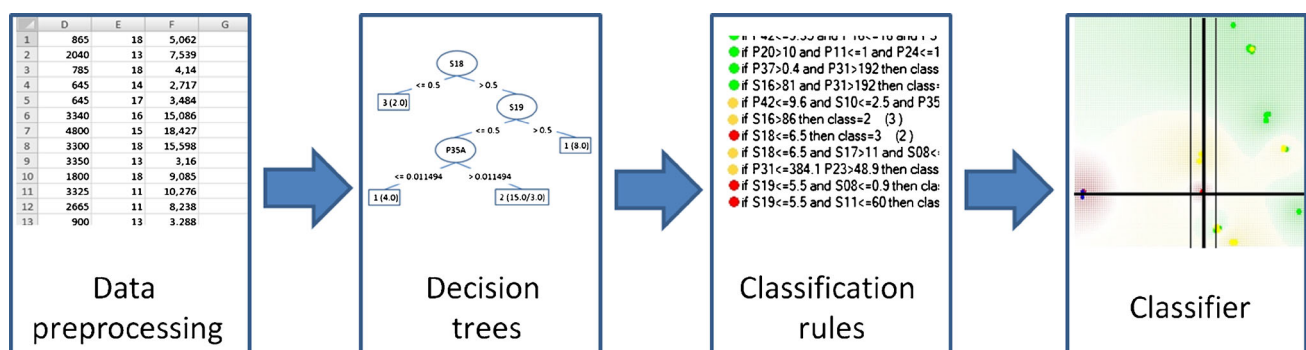 D E F G
1 865 18 5,062
2 2040 13 7,539
3 785 18 4,14
4 645 14 2,717
5 645 17 3,484
6 3340 16 15,086
7 4800 15 18,427
8 3300 18 15,598
9 3350 13 3,16
10 1800 18 9,085
11 3325 11 10,276
12 2665 11 8,238
13 900 13 3.288
Data
preprocessing
S18
<= 0.5 > 0.5
3 (2.0) S19
<= 0.5 > 0.5
P35A 1 (8.0)
<= 0.011494 > 0.011494
1 (4.0) 2 (15.0/3.0)
Decision
trees
if P20>10 and P11<=1 and P24<=1
if P37>0.4 and P31>192 then class
if S16>81 and P31>192 then class=
if P42<=9.6 and S10<=2.5 and P35
if S16>86 then class=2 (3)
if S18<=6.5 then class=3 (2)
if S18<=6.5 and S17>11 and S08<=
if P31<=384.1 P23>48.9 then clas
if S19<=5.5 and S08<=0.9 then clas
if S19<=5.5 and S11<=60 then clas
Classification
rules
Classifier